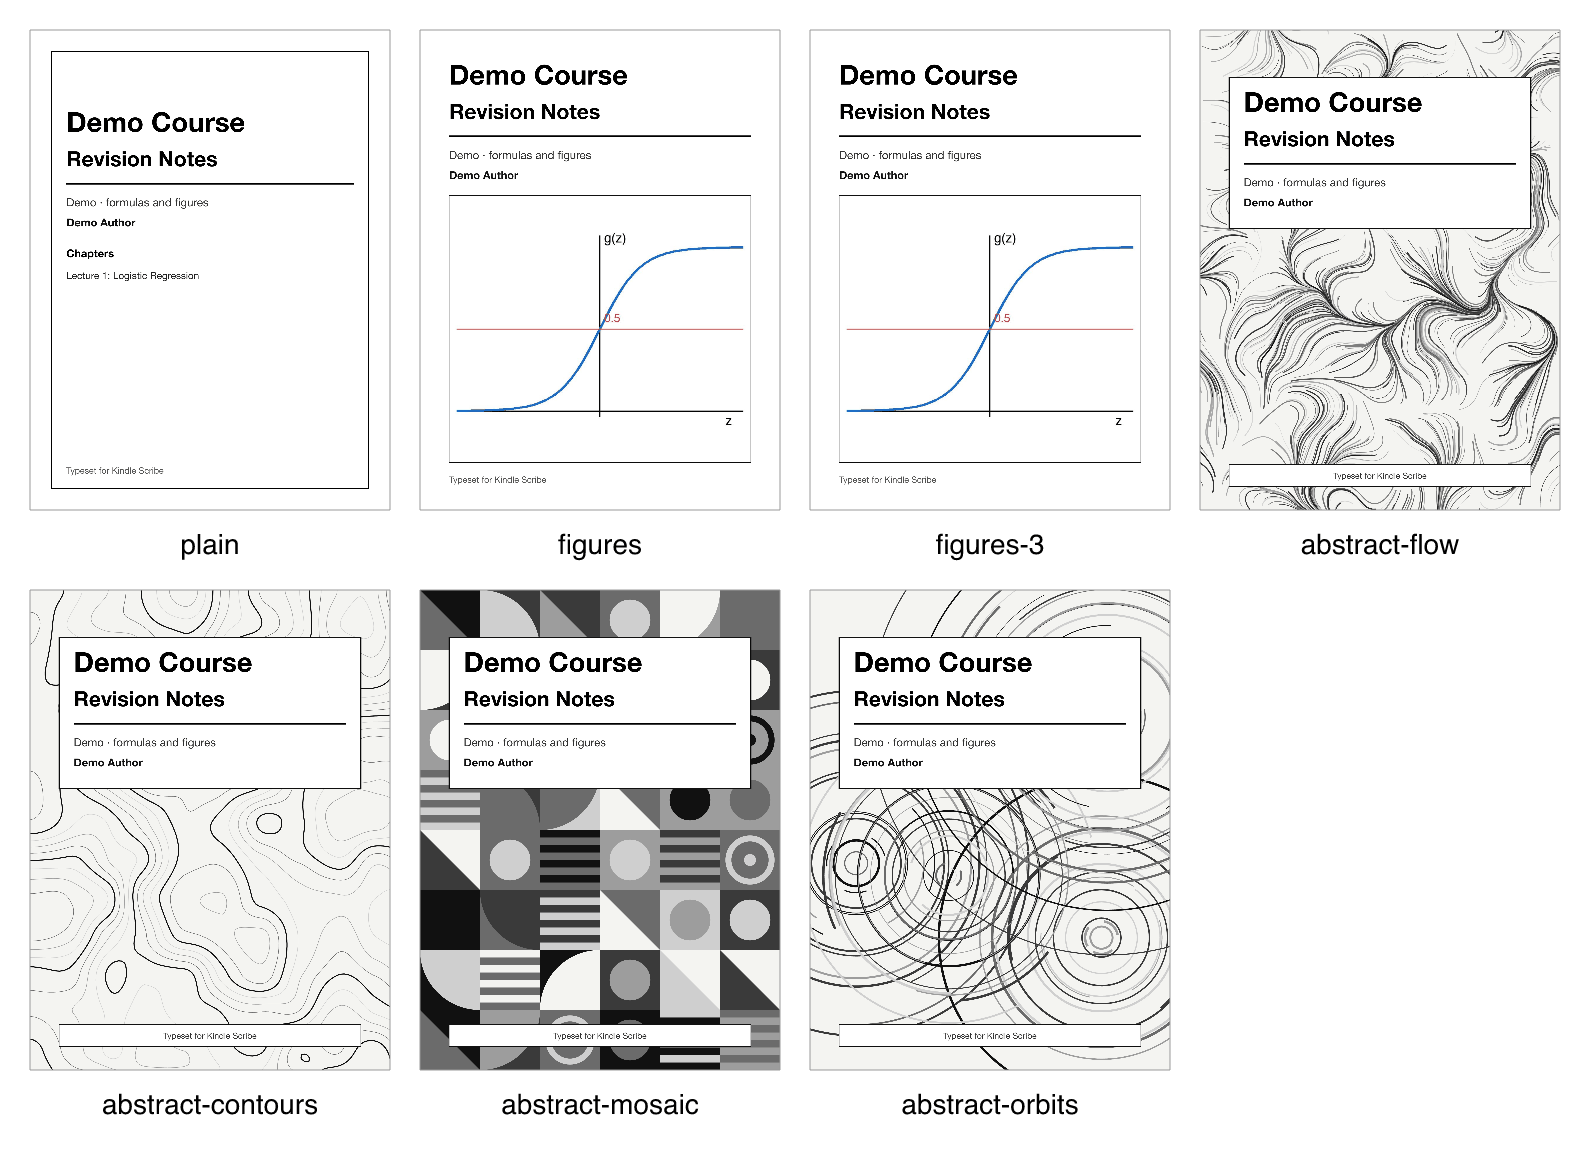 Demo Course
Revision Notes
Demo · formulas and figures
Demo Author
Chapters
Lecture 1: Logistic Regression
Typeset for Kindle Scribe
plain
Demo Course
Revision Notes
Demo · formulas and figures
Demo Author
g(z)
0.5
z
Typeset for Kindle Scribe
figures
Demo Course
Revision Notes
Demo · formulas and figures
Demo Author
g(z)
0.5
z
Typeset for Kindle Scribe
figures-3
Demo Course
Revision Notes
Demo · formulas and figures
Demo Author
Typeset for Kindle Scribe
abstract-flow
Demo Course
Revision Notes
Demo · formulas and figures
Demo Author
Typeset for Kindle Scribe
abstract-contours
Demo Course
Revision Notes
Demo · formulas and figures
Demo Author
Typeset for Kindle Scribe
abstract-mosaic
Demo Course
Revision Notes
Demo · formulas and figures
Demo Author
Typeset for Kindle Scribe
abstract-orbits